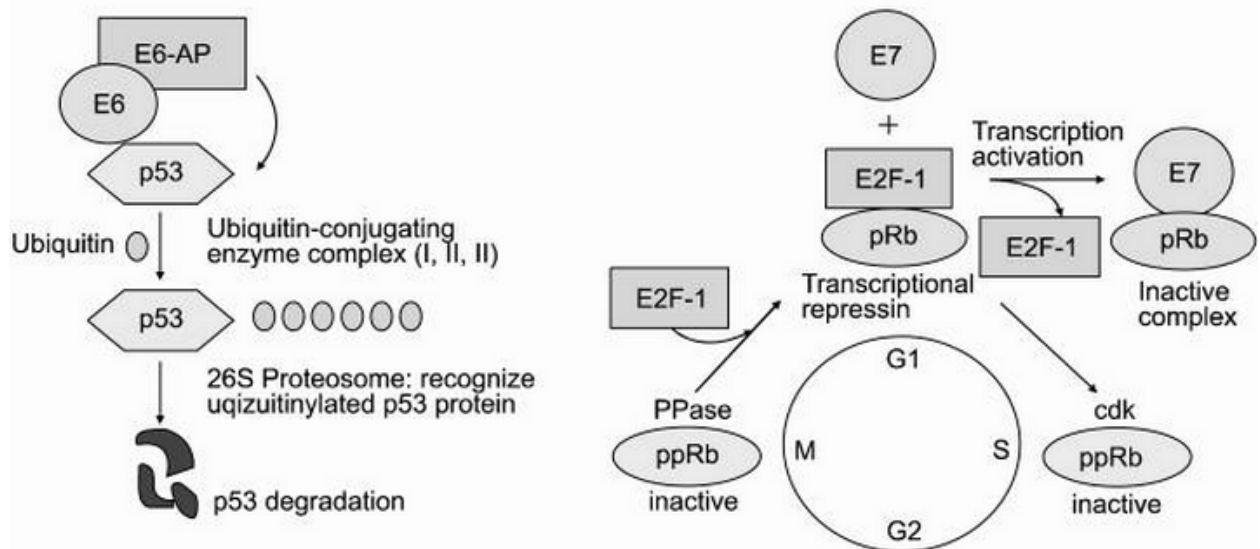 E6-AP
E6
p53
Ubiquitin
Ubiquitin-conjugating
enzyme complex (I, II, II)
p53
26S Proteosome: recognize
uqizuitinylated p53 protein
p53 degradation
E7
+
E2F-1
pRb
Transcriptional
repressin
Transcription
activation
E2F-1
E7
pRb
Inactive
complex
E2F-1
PPase
ppRb
inactive
G1
M
S
G2
cdk
ppRb
inactive